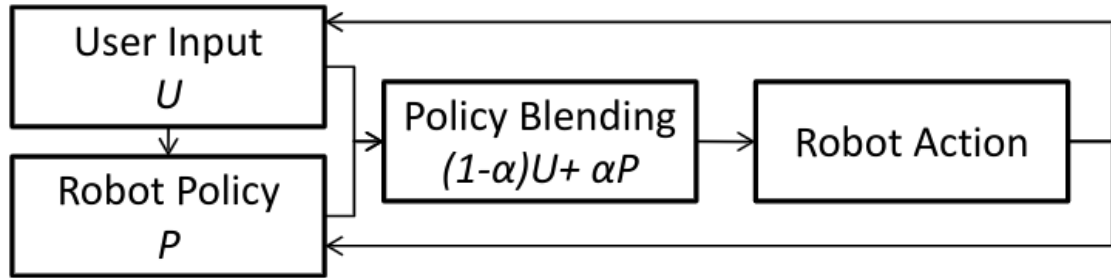 User Input
U
Robot Policy
P
Policy Blending
(1-α)U+ αP
Robot Action